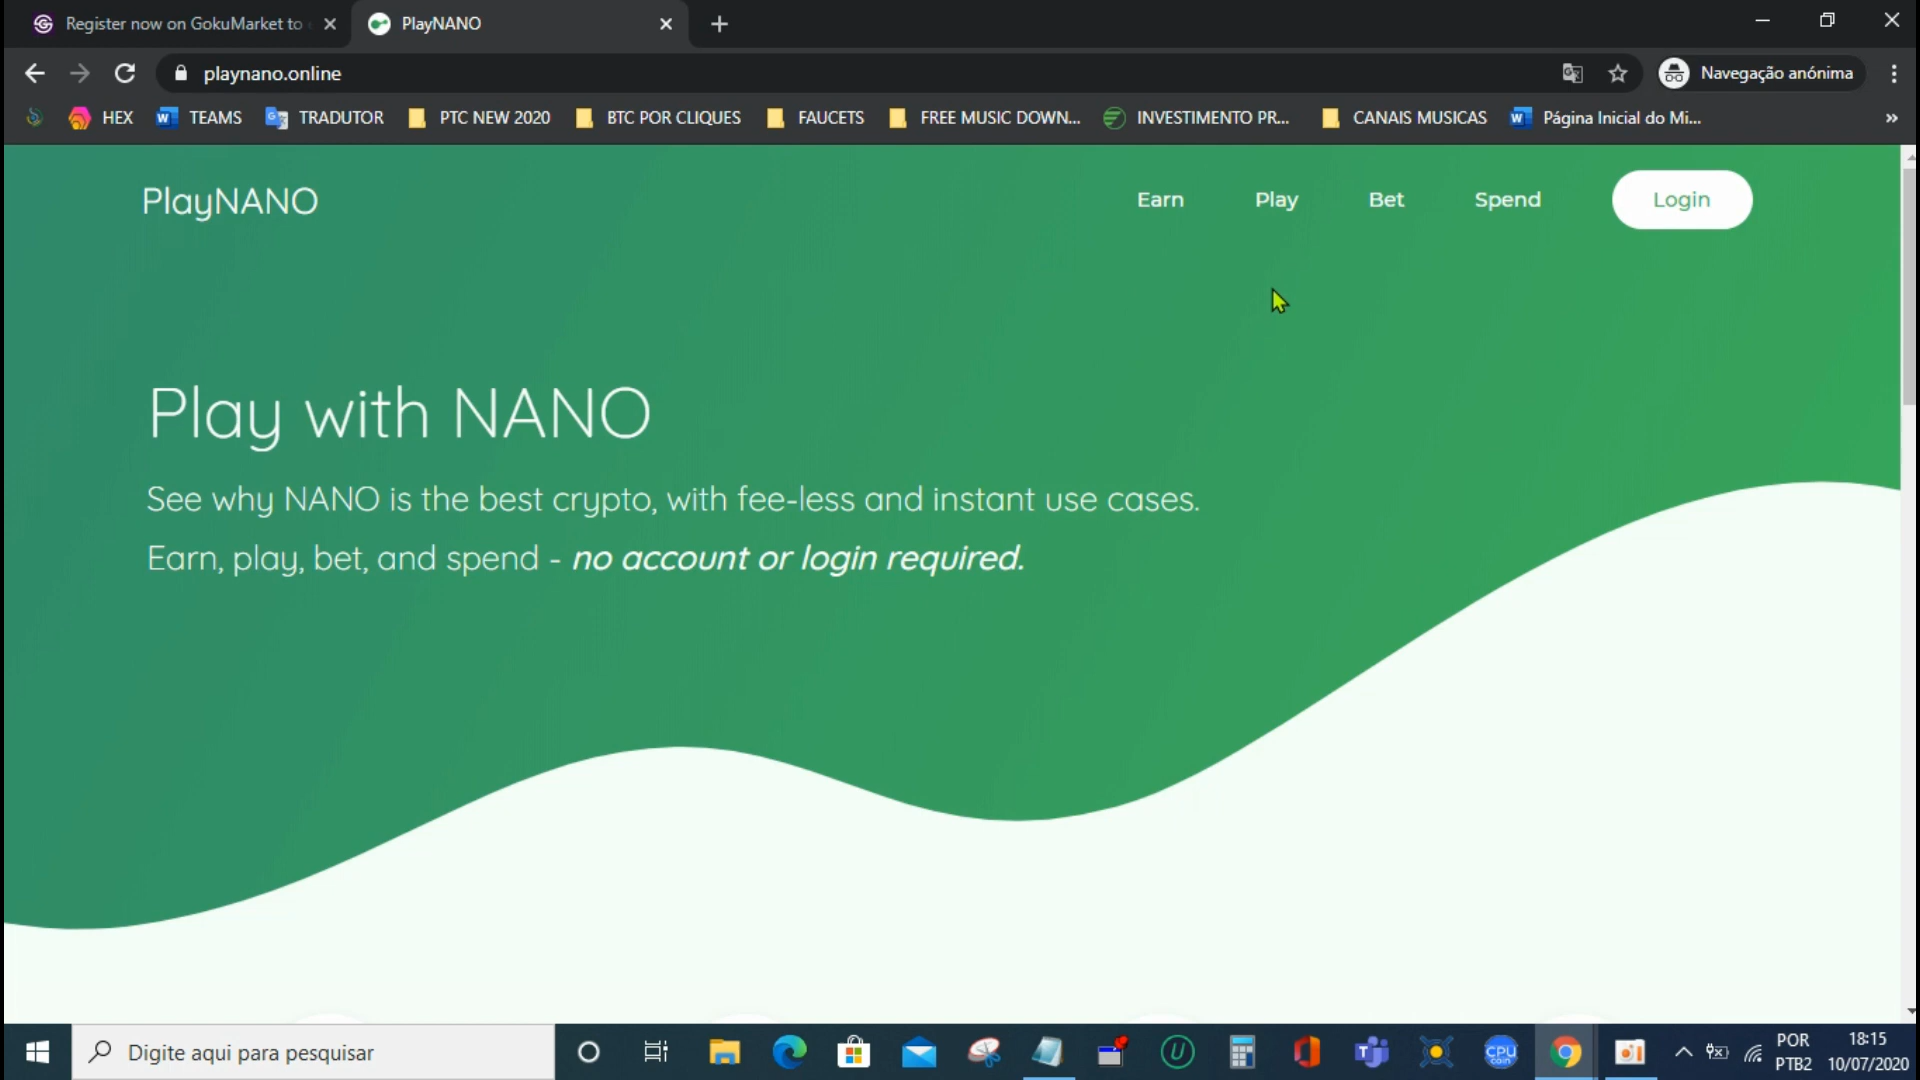 Register now on GokuMarket to
PlayNANO
playnano.online
Navegação anónima
HEX
TEAMS
TRADUTOR
PTC NEW 2020
BTC POR CLIQUES
FAUCETS
FREE MUSIC DOWN...
INVESTIMENTO PR...
CANAIS MUSICAS
Página Inicial do Mi...
»
PlayNANO
Earn
Play
Bet
Spend
Login
Play with NANO
See why NANO is the best crypto, with fee-less and instant use cases.
Earn, play, bet, and spend - no account or login required.
Digite aqui para pesquisar
CPU
coin
POR
PTB2
18:15
10/07/2020